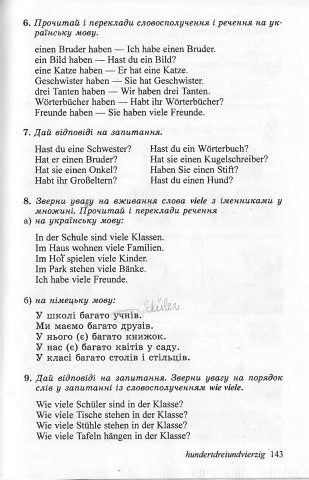 6. Прочитай і переклади словосполучення і речення на ук-
раїнську мову.
einen Bruder haben — Ich habe einen Bruder.
ein Bild haben — Hast du ein Bild?
eine Katze haben — Er hat eine Katze.
Geschwister haben — Sie hat Geschwister.
drei Tanten haben — Wir haben drei Tanten.
Wörterbücher haben — Habt ihr Wörterbücher?
Freunde haben — Sie haben viele Freunde.
7. Дай відповіді на запитання.
Hast du eine Schwester? Hast du ein Wörterbuch?
Hat er einen Bruder? Hat sie einen Kugelschreiber?
Hat sie einen Onkel? Haben Sie einen Stift?
Habt ihr Großeltern? Hast du einen Hund?
8. Зверни увагу на вживання слова viele з іменниками у
множині. Прочитай і переклади речення
а) на українську мову:
In der Schule sind viele Klassen.
Im Haus wohnen viele Familien.
Im Hof spielen viele Kinder.
Im Park stehen viele Bänke.
Ich habe viele Freunde.
б) на німецьку мову:
Schüler
У школі багато учнів.
Ми маємо багато друзів.
У нього (є) багато книжок.
У нас (є) багато квітів у саду.
У класі багато столів і стільців.
9. Дай відповіді на запитання. Зверни увагу на порядок
слів у запитанні із словосполученням wie viele.
Wie viele Schüler sind in der Klasse?
Wie viele Tische stehen in der Klasse?
Wie viele Stühle stehen in der Klasse?
Wie viele Tafeln hängen in der Klasse?
hundertdreiundvierzig 143